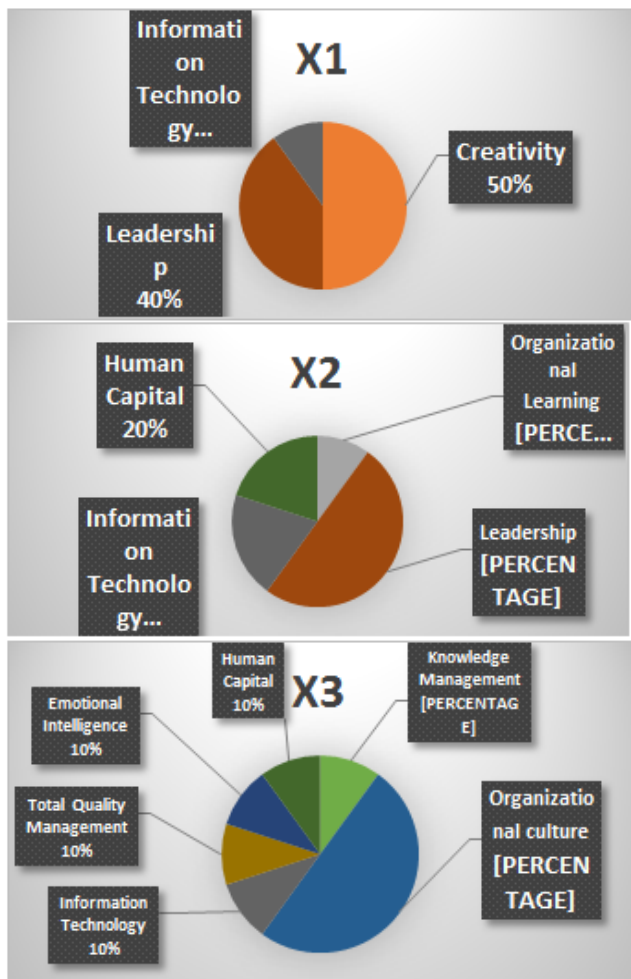 X1
Informati
on
Technolo
gy...
Creativity
50%
Leadershi
p
40%
X2
Human
Capital
20%
Organizatio
nal
Learning
[PERCE...
Informati
on
Technolo
gy...
Leadership
[PERCEN
TAGE]
X3
Human
Capital
10%
Knowledge
Management
[PERCENTAG
E]
Emotional
Intelligence
10%
Total Quality
Management
10%
Organizatio
nal culture
[PERCEN
TAGE]
Information
Technology
10%